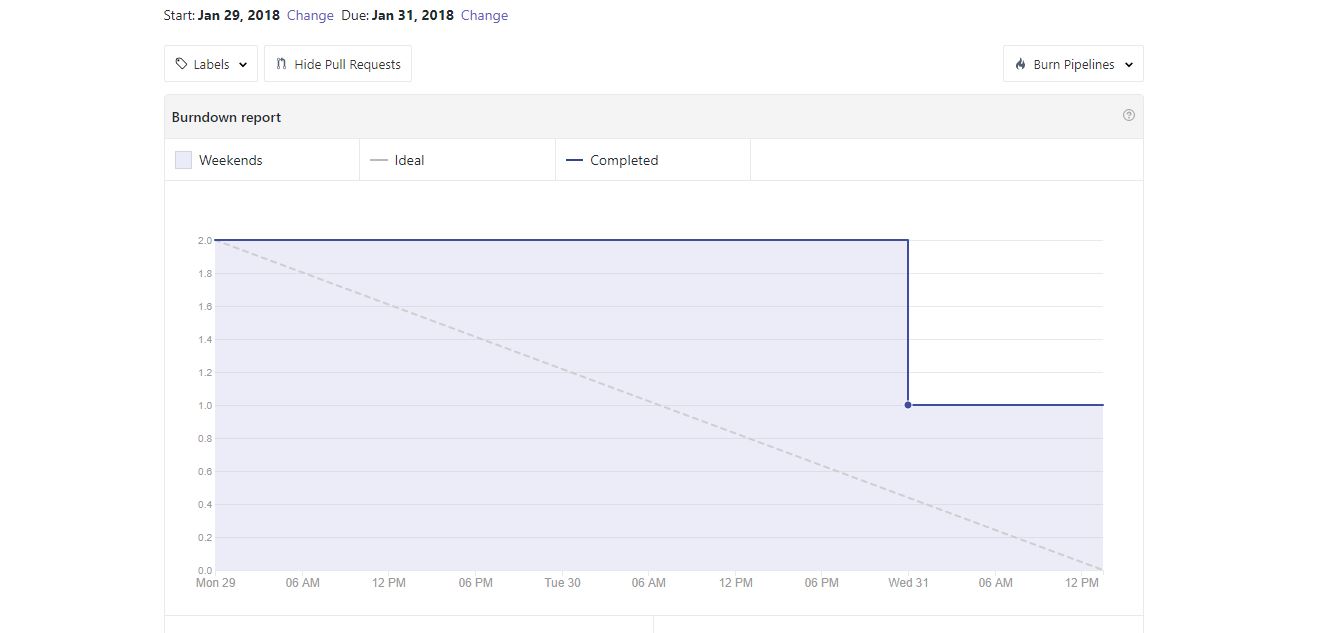 Start: Jan 29, 2018 Change Due: Jan 31, 2018 Change
Labels Hide Pull Requests Burn Pipelines
Burndown report
Weekends Ideal Completed
2.0
1.8
1.6
1.4
1.2
1.0
0.8
0.6
0.4
0.2
0.0
Mon 29 06 AM 12 PM 06 PM Tue 30 06 AM 12 PM 06 PM Wed 31 06 AM 12 PM